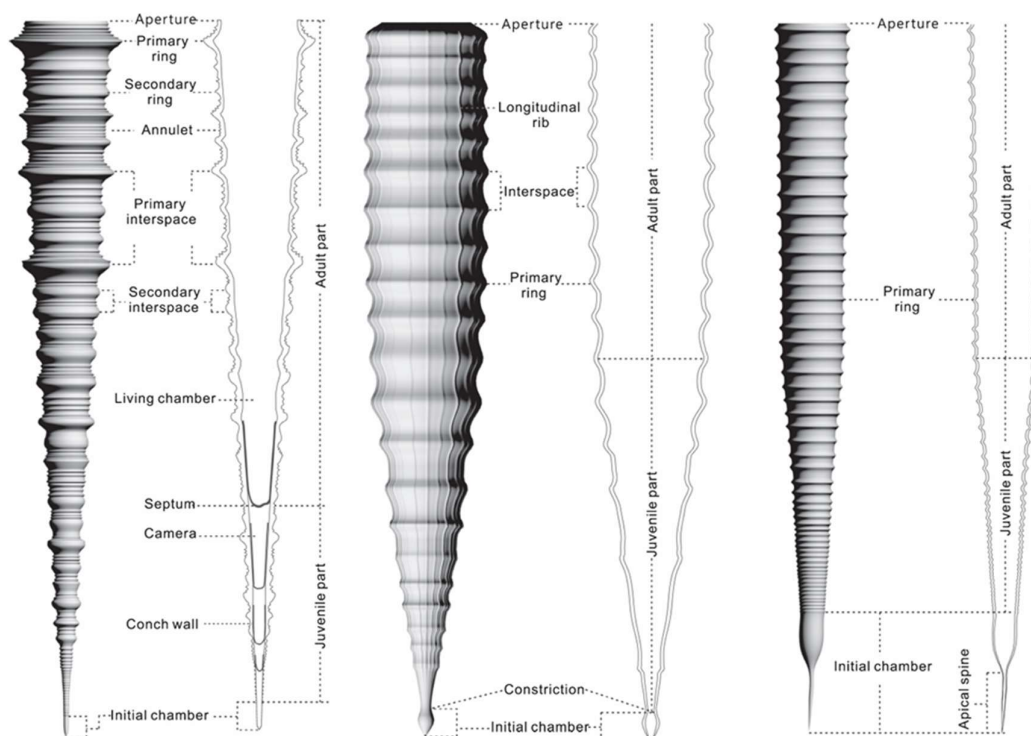 Aperture
Primary
ring
Secondary
ring
Annulet
Primary
interspace
Secondary
interspace
Living chamber
Septum
Camera
Conch wall
Initial chamber
Adult part
Juvenile part
Aperture
Longitudinal
rib
Interspace
Primary
ring
Constriction
Initial chamber
Adult part
Juvenile part
Aperture
Primary
ring
Initial chamber
Adult part
Juvenile part
Apical spine